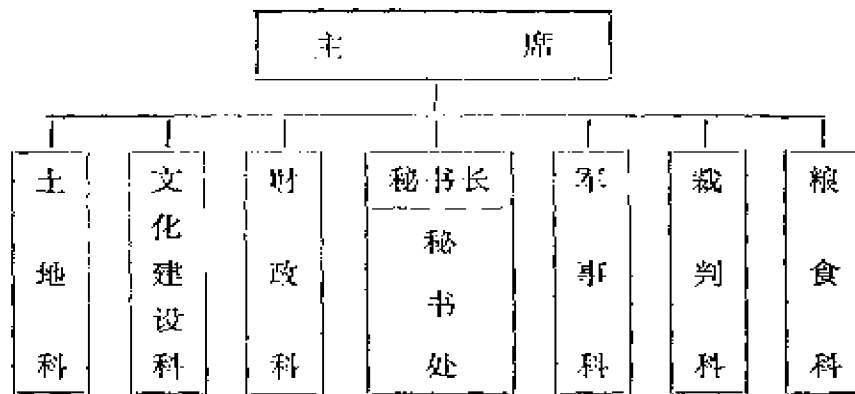 主席
土地科
文化建设科
财政科
秘书长
秘书处
军事科
裁判科
粮食科